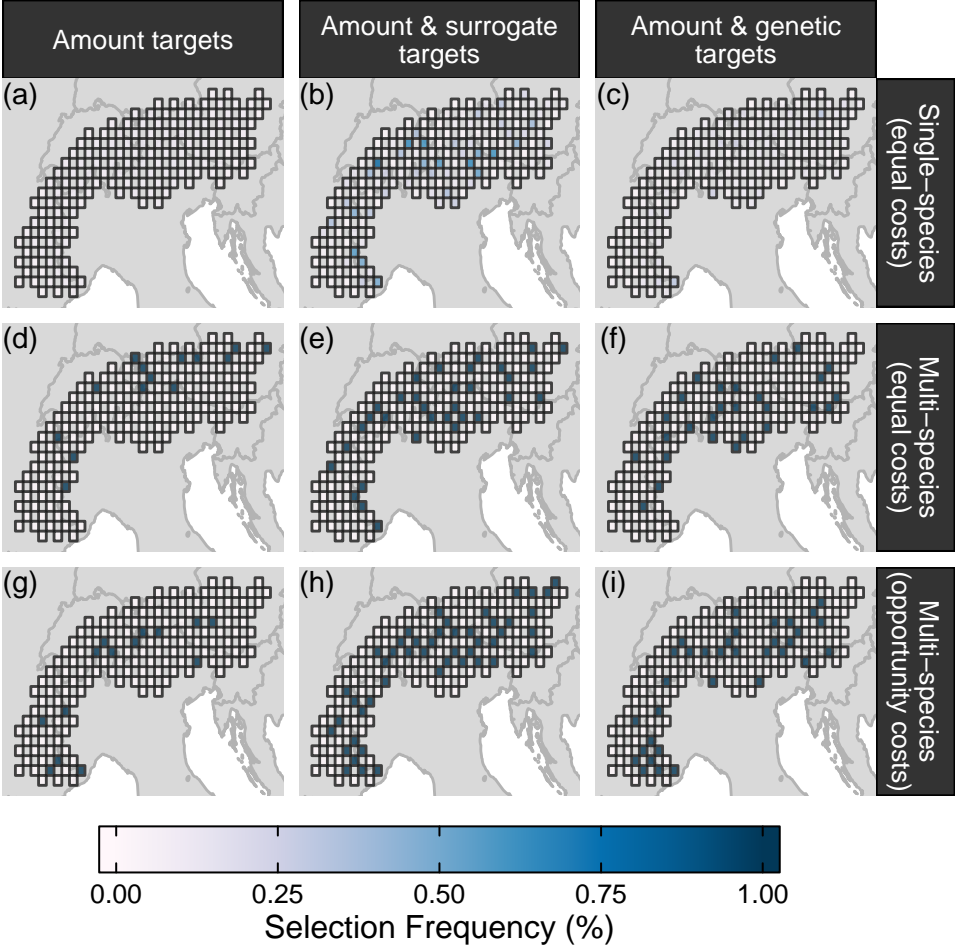 Amount targets
Amount & surrogate
targets
Amount & genetic
targets
(a)
(b)
(c)
Single–species
(equal costs)
(d)
(e)
(f)
Multi–species
(equal costs)
(g)
(h)
(i)
Multi–species
(opportunity costs)
0.00
0.25
0.50
0.75
1.00
Selection Frequency (%)